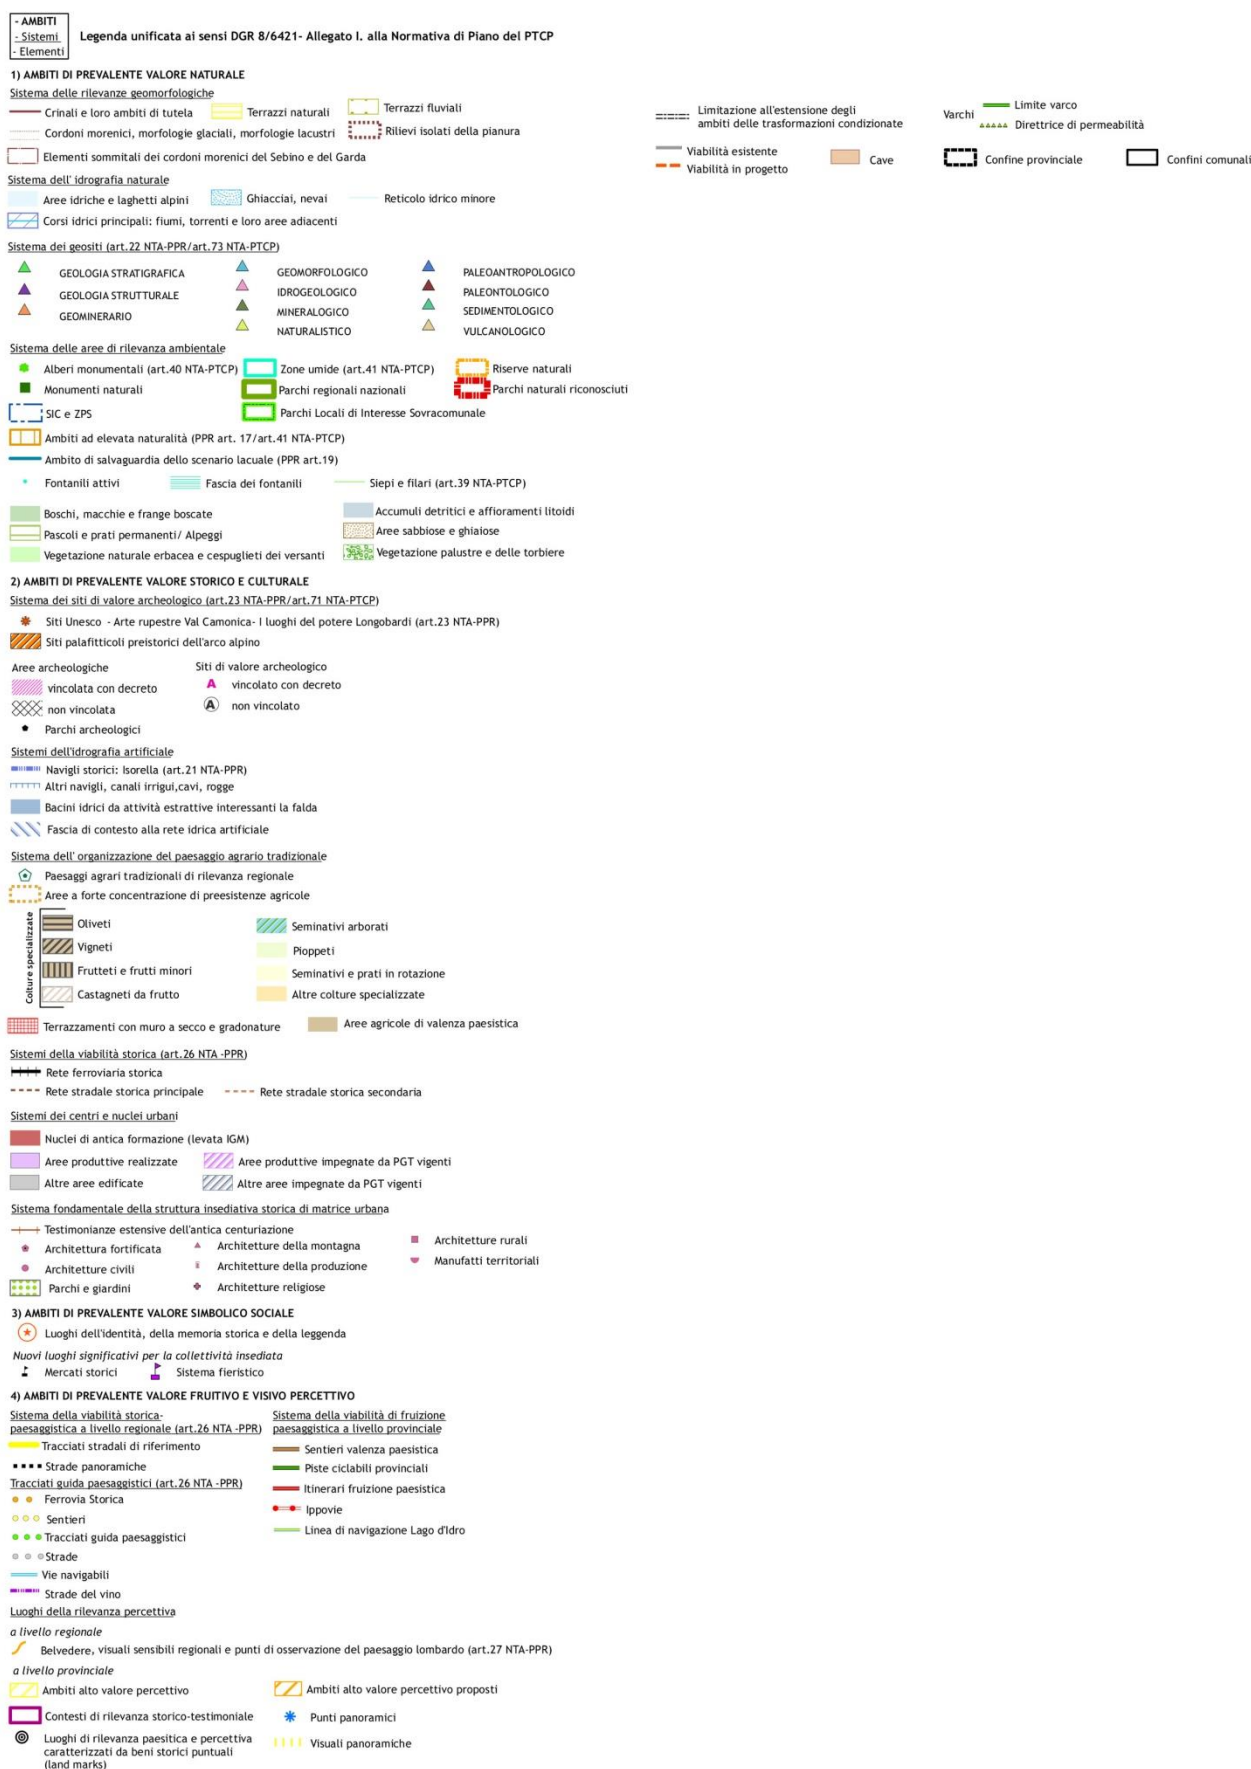 - AMBITI
- Sistemi
- Elementi
Legenda unificata ai sensi DGR 8/6421- Allegato I. alla Normativa di Piano del PTCP
1) AMBITI DI PREVALENTE VALORE NATURALE
Sistema delle rilevanze geomorfologiche
Crinali e loro ambiti di tutela
Terrazzi naturali
Terrazzi fluviali
Cordoni morenici, morfologie glaciali, morfologie lacustri
Rilievi isolati della pianura
Elementi sommitali dei cordoni morenici del Sebino e del Garda
Limitazione all'estensione degli
ambiti delle trasformazioni condizionate
Varchi
Limite varco
Direttrice di permeabilità
Viabilità esistente
Viabilità in progetto
Cave
Confine provinciale
Confini comunali
Sistema dell' idrografia naturale
Aree idriche e laghetti alpini
Ghiacciai, nevai
Reticolo idrico minore
Corsi idrici principali: fiumi, torrenti e loro aree adiacenti
Sistema dei geositi (art.22 NTA-PPR/art.73 NTA-PTCP)
GEOLOGIA STRATIGRAFICA
GEOMORFOLOGICO
PALEOANTROPOLOGICO
GEOLOGIA STRUTTURALE
IDROGEOLOGICO
PALEONTOLOGICO
GEOMINERARIO
MINERALOGICO
SEDIMENTOLOGICO
NATURALISTICO
VULCANOLOGICO
Sistema delle aree di rilevanza ambientale
Alberi monumentali (art.40 NTA-PTCP)
Zone umide (art.41 NTA-PTCP)
Riserve naturali
Monumenti naturali
Parchi regionali nazionali
Parchi naturali riconosciuti
SIC e ZPS
Parchi Locali di Interesse Sovracomunale
Ambiti ad elevata naturalità (PPR art. 17/art.41 NTA-PTCP)
Ambito di salvaguardia dello scenario lacuale (PPR art.19)
Fontanili attivi
Fascia dei fontanili
Siepi e filari (art.39 NTA-PTCP)
Boschi, macchie e frange boscate
Accumuli detritici e affioramenti litoidi
Pascoli e prati permanenti/ Alpeggi
Aree sabbiose e ghiaiose
Vegetazione naturale erbacea e cespuglieti dei versanti
Vegetazione palustre e delle torbiere
2) AMBITI DI PREVALENTE VALORE STORICO E CULTURALE
Sistema dei siti di valore archeologico (art.23 NTA-PPR/art.71 NTA-PTCP)
Siti Unesco - Arte rupestre Val Camonica- I luoghi del potere Longobardi (art.23 NTA-PPR)
Siti palafitticoli preistorici dell'arco alpino
Aree archeologiche
Siti di valore archeologico
vincolata con decreto
A vincolato con decreto
non vincolata
A non vincolato
Parchi archeologici
Sistemi dell'idrografia artificiale
Navigli storici: Isorella (art.21 NTA-PPR)
Altri navigli, canali irrigui,cavi, rogge
Bacini idrici da attività estrattive interessanti la falda
Fascia di contesto alla rete idrica artificiale
Sistema dell' organizzazione del paesaggio agrario tradizionale
Paesaggi agrari tradizionali di rilevanza regionale
Aree a forte concentrazione di preesistenze agricole
Colture specializzate
Oliveti
Seminativi arborati
Vigneti
Pioppeti
Frutteti e frutti minori
Seminativi e prati in rotazione
Castagneti da frutto
Altre colture specializzate
Terrazzamenti con muro a secco e gradonature
Aree agricole di valenza paesistica
Sistemi della viabilità storica (art.26 NTA -PPR)
Rete ferroviaria storica
Rete stradale storica principale
Rete stradale storica secondaria
Sistemi dei centri e nuclei urbani
Nuclei di antica formazione (levata IGM)
Aree produttive realizzate
Aree produttive impegnate da PGT vigenti
Altre aree edificate
Altre aree impegnate da PGT vigenti
Sistema fondamentale della struttura insediativa storica di matrice urbana
Testimonianze estensive dell'antica centuriazione
Architettura fortificata
Architetture della montagna
Architetture rurali
Architetture civili
Architetture della produzione
Manufatti territoriali
Parchi e giardini
Architetture religiose
3) AMBITI DI PREVALENTE VALORE SIMBOLICO SOCIALE
Luoghi dell'identità, della memoria storica e della leggenda
Nuovi luoghi significativi per la collettività insediata
Mercati storici
Sistema fieristico
4) AMBITI DI PREVALENTE VALORE FRUITIVO E VISIVO PERCETTIVO
Sistema della viabilità storica-
paesaggistica a livello regionale (art.26 NTA -PPR)
Tracciati stradali di riferimento
Strade panoramiche
Tracciati guida paesaggistici (art.26 NTA -PPR)
Ferrovia Storica
Sentieri
Tracciati guida paesaggistici
Strade
Vie navigabili
Strade del vino
Sistema della viabilità di fruizione
paesaggistica a livello provinciale
Sentieri valenza paesistica
Piste ciclabili provinciali
Itinerari fruizione paesistica
Ippovie
Linea di navigazione Lago d'Idro
Luoghi della rilevanza percettiva
a livello regionale
Belvedere, visuali sensibili regionali e punti di osservazione del paesaggio lombardo (art.27 NTA-PPR)
a livello provinciale
Ambiti alto valore percettivo
Ambiti alto valore percettivo proposti
Contesti di rilevanza storico-testimoniale
Punti panoramici
Luoghi di rilevanza paesitica e percettiva
caratterizzati da beni storici puntuali
(land marks)
Visuali panoramiche